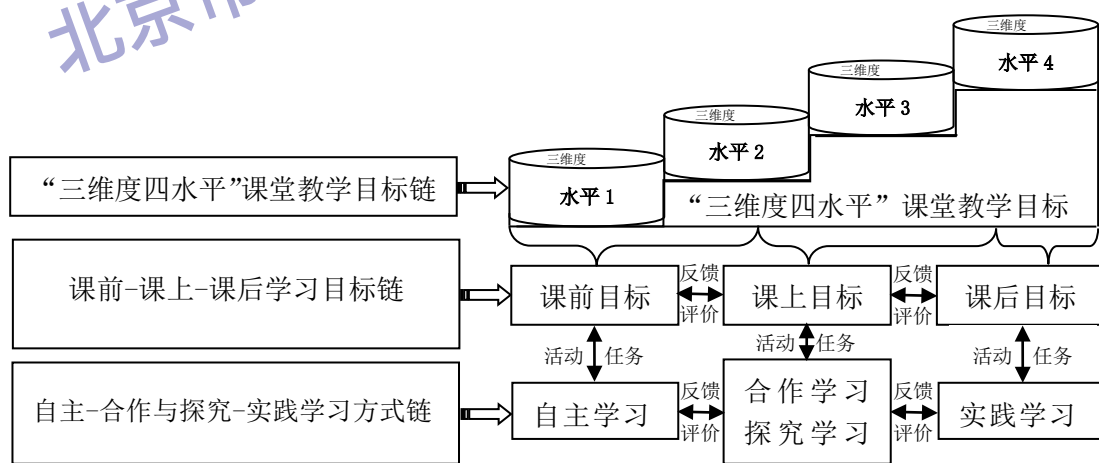 北京市
三维度
水平 4
三维度
水平 3
三维度
水平 2
三维度
水平 1
“三维度四水平”课堂教学目标链
“三维度四水平”课堂教学目标
课前-课上-课后学习目标链
课前目标
反馈
评价
课上目标
反馈
评价
课后目标
活动 任务
活动 任务
活动 任务
自主-合作与探究-实践学习方式链
自主学习
反馈
评价
合作学习
探究学习
反馈
评价
实践学习